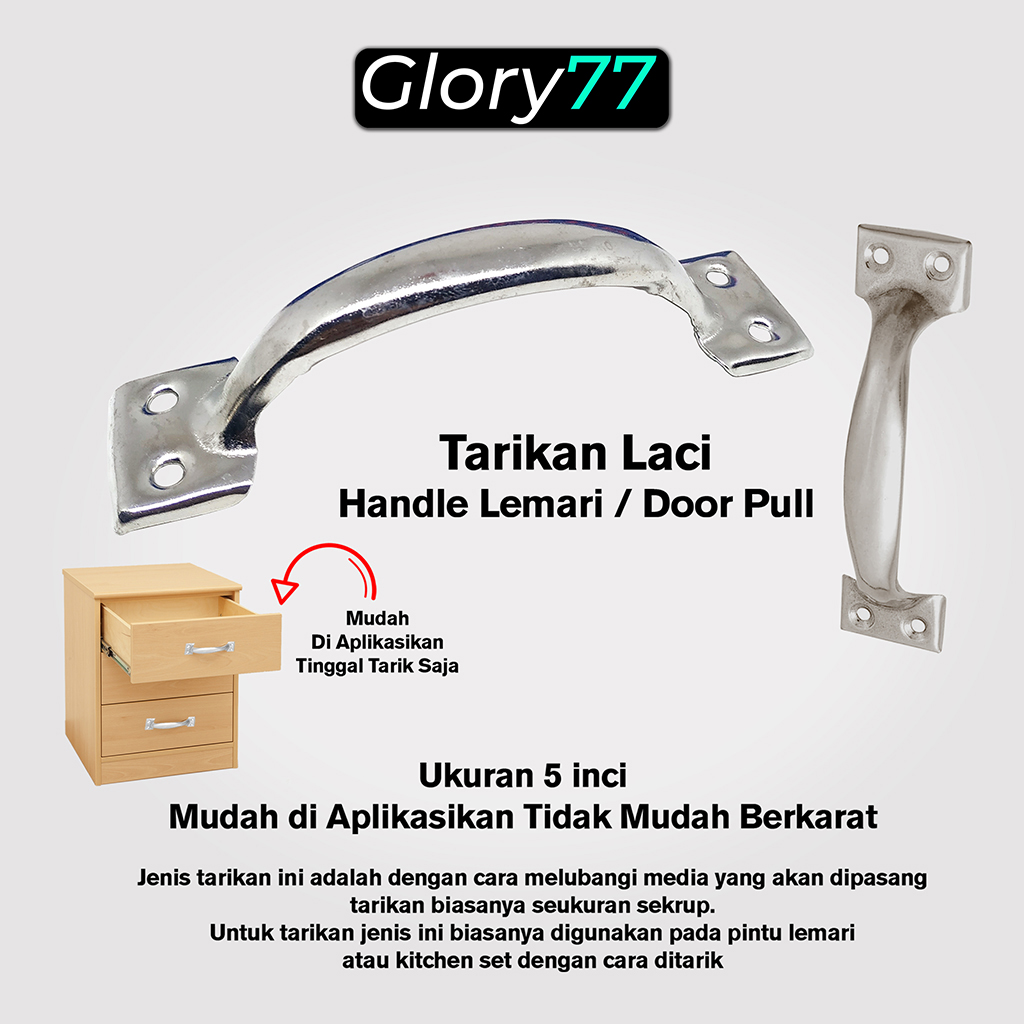 Glory77
Tarikan Laci
Handle Lemari / Door Pull
Mudah
Di Aplikasikan
Tinggal Tarik Saja
Ukuran 5 inci
Mudah di Aplikasikan Tidak Mudah Berkarat
Jenis tarikan ini adalah dengan cara melubangi media yang akan dipasang
tarikan biasanya seukuran sekrup.
Untuk tarikan jenis ini biasanya digunakan pada pintu lemari
atau kitchen set dengan cara ditarik